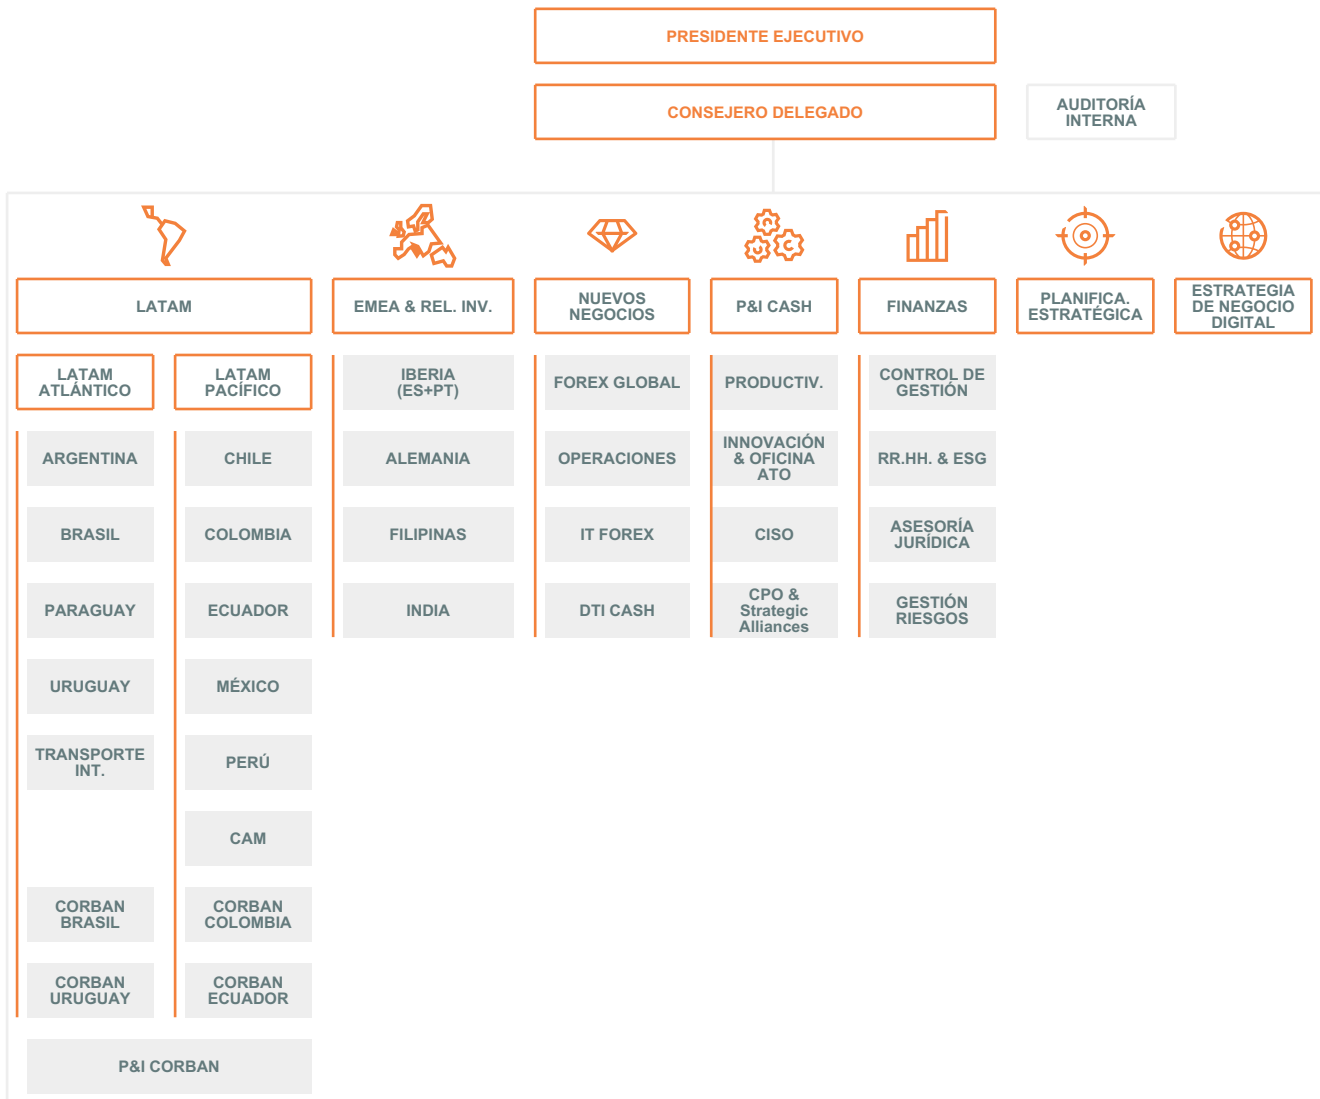 PRESIDENTE EJECUTIVO
CONSEJERO DELEGADO
AUDITORÍA
INTERNA
LATAM
EMEA & REL. INV.
NUEVOS
NEGOCIOS
P&I CASH
FINANZAS
PLANIFICA.
ESTRATÉGICA
ESTRATEGIA
DE NEGOCIO
DIGITAL
LATAM
ATLÁNTICO
LATAM
PACÍFICO
IBERIA
(ES+PT)
FOREX GLOBAL
PRODUCTIV.
CONTROL DE
GESTIÓN
ARGENTINA
CHILE
ALEMANIA
OPERACIONES
INNOVACIÓN
& OFICINA
ATO
RR.HH. & ESG
BRASIL
COLOMBIA
FILIPINAS
IT FOREX
CISO
ASESORÍA
JURÍDICA
PARAGUAY
ECUADOR
INDIA
DTI CASH
CPO &
Strategic
Alliances
GESTIÓN
RIESGOS
URUGUAY
MÉXICO
TRANSPORTE
INT.
PERÚ
CAM
CORBAN
BRASIL
CORBAN
COLOMBIA
CORBAN
URUGUAY
CORBAN
ECUADOR
P&I CORBAN